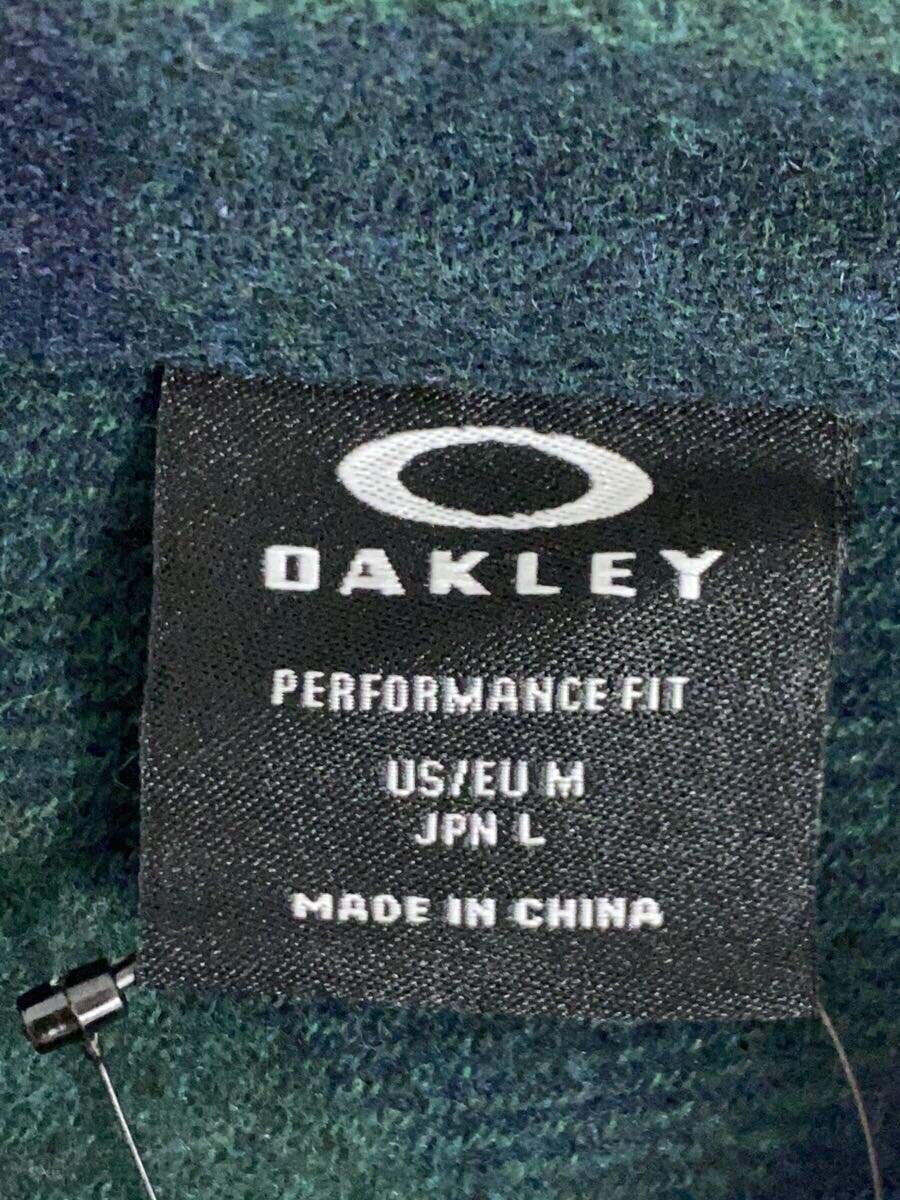 OAKLEY
PERFORMANCE FIT
US/EU M
JPN L
MADE IN CHINA